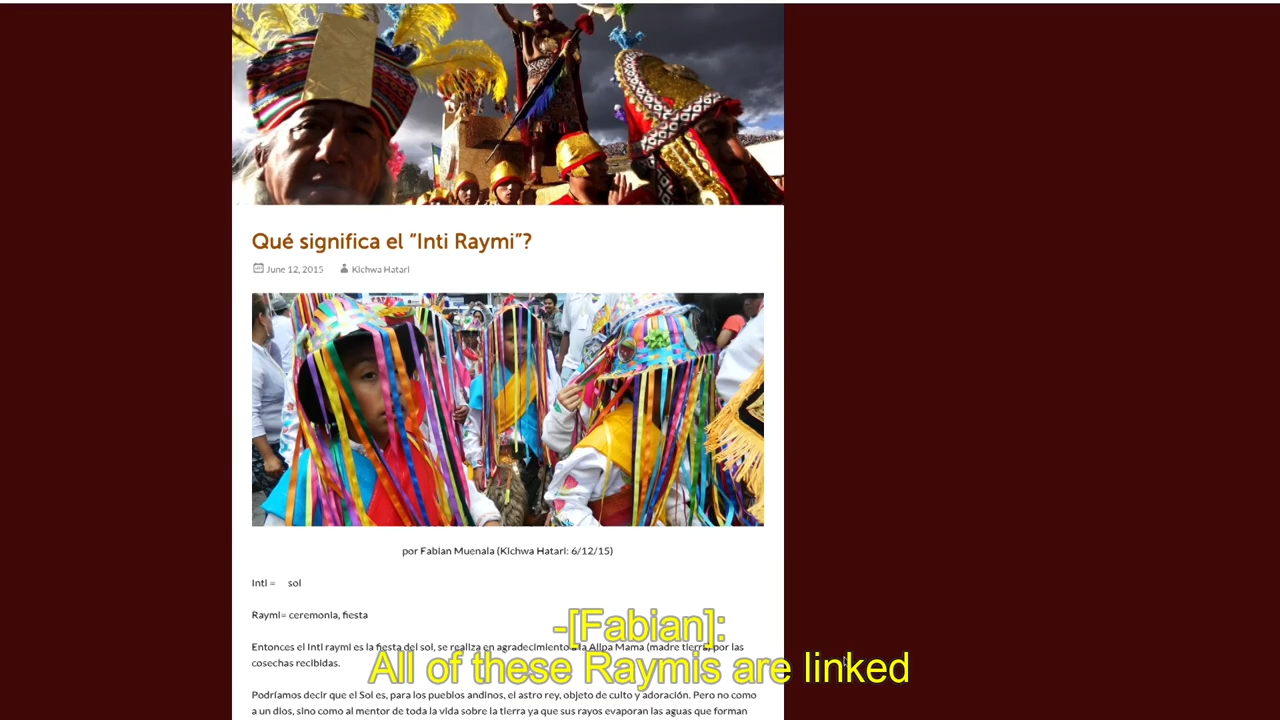 Qué significa el “Inti Raymi”?
June 12, 2015 Kichwa Hatari
por Fabian Muenala (Kichwa Hatari: 6/12/15)
Inti = sol
Raymi= ceremonia, fiesta
Entonces el Inti raymi es la fiesta del sol, se realiza en agradecimiento a la Allpa Mama (madre tierra) por las
cosechas recibidas.
Podríamos decir que el Sol es, para los pueblos andinos, el astro rey, objeto de culto y adoración. Pero no como
a un dios, sino como al mentor de toda la vida sobre la tierra ya que sus rayos evaporan las aguas que forman
-[Fabian]:
All of these Raymis are linked